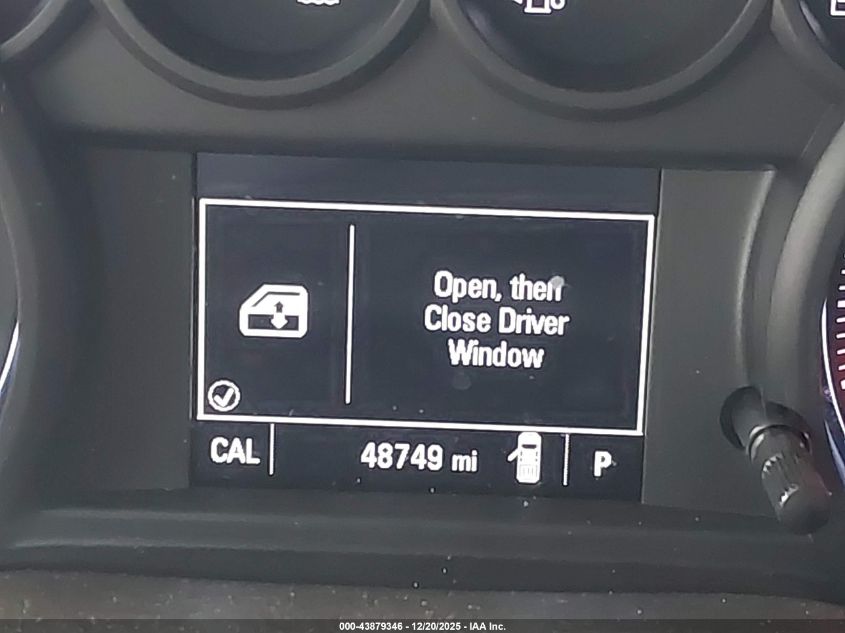 Open, then
Close Driver
Window
CAL
48749 mi
P
000-43879346 - 12/20/2025 - IAA Inc.